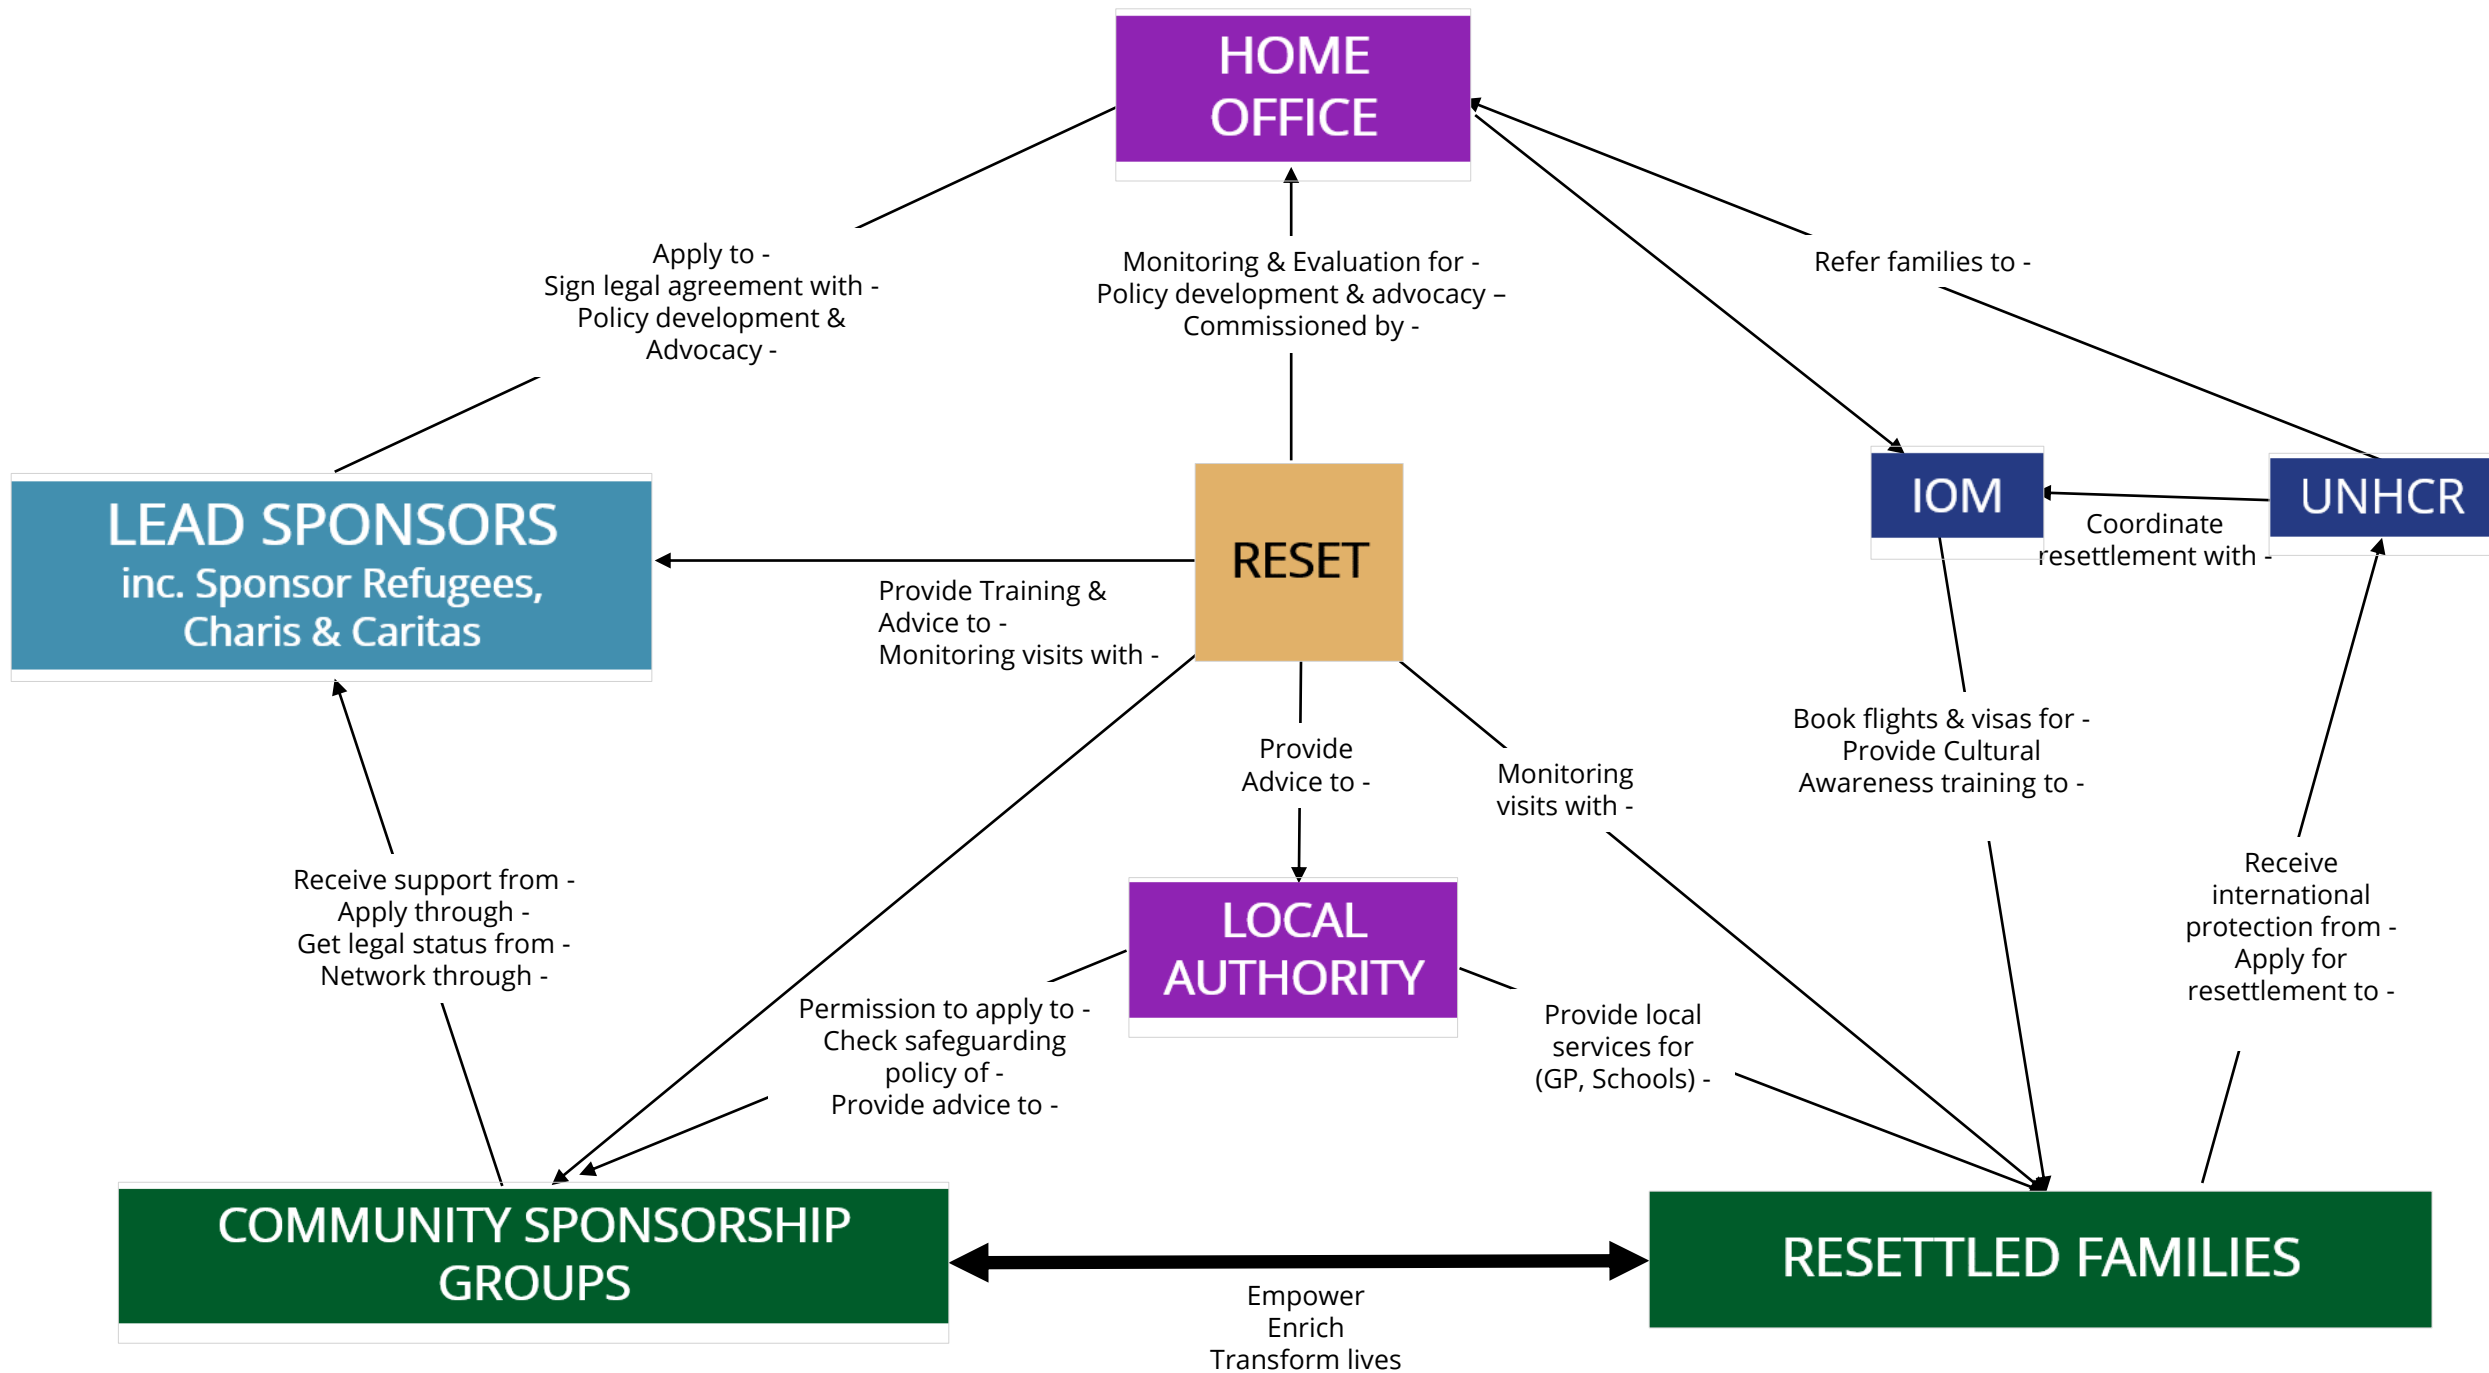 HOME
OFFICE
Apply to -
Sign legal agreement with -
Policy development &
Advocacy -
Monitoring & Evaluation for -
Policy development & advocacy –
Commissioned by -
Refer families to -
LEAD SPONSORS
inc. Sponsor Refugees,
Charis & Caritas
RESET
IOM
UNHCR
Coordinate
resettlement with -
Provide Training &
Advice to -
Monitoring visits with -
Provide
Advice to -
Monitoring
visits with -
Book flights & visas for -
Provide Cultural
Awareness training to -
Receive support from -
Apply through -
Get legal status from -
Network through -
Receive
international
protection from -
Apply for
resettlement to -
LOCAL
AUTHORITY
Permission to apply to -
Check safeguarding
policy of -
Provide advice to -
Provide local
services for
(GP, Schools) -
COMMUNITY SPONSORSHIP
GROUPS
RESETTLED FAMILIES
Empower
Enrich
Transform lives